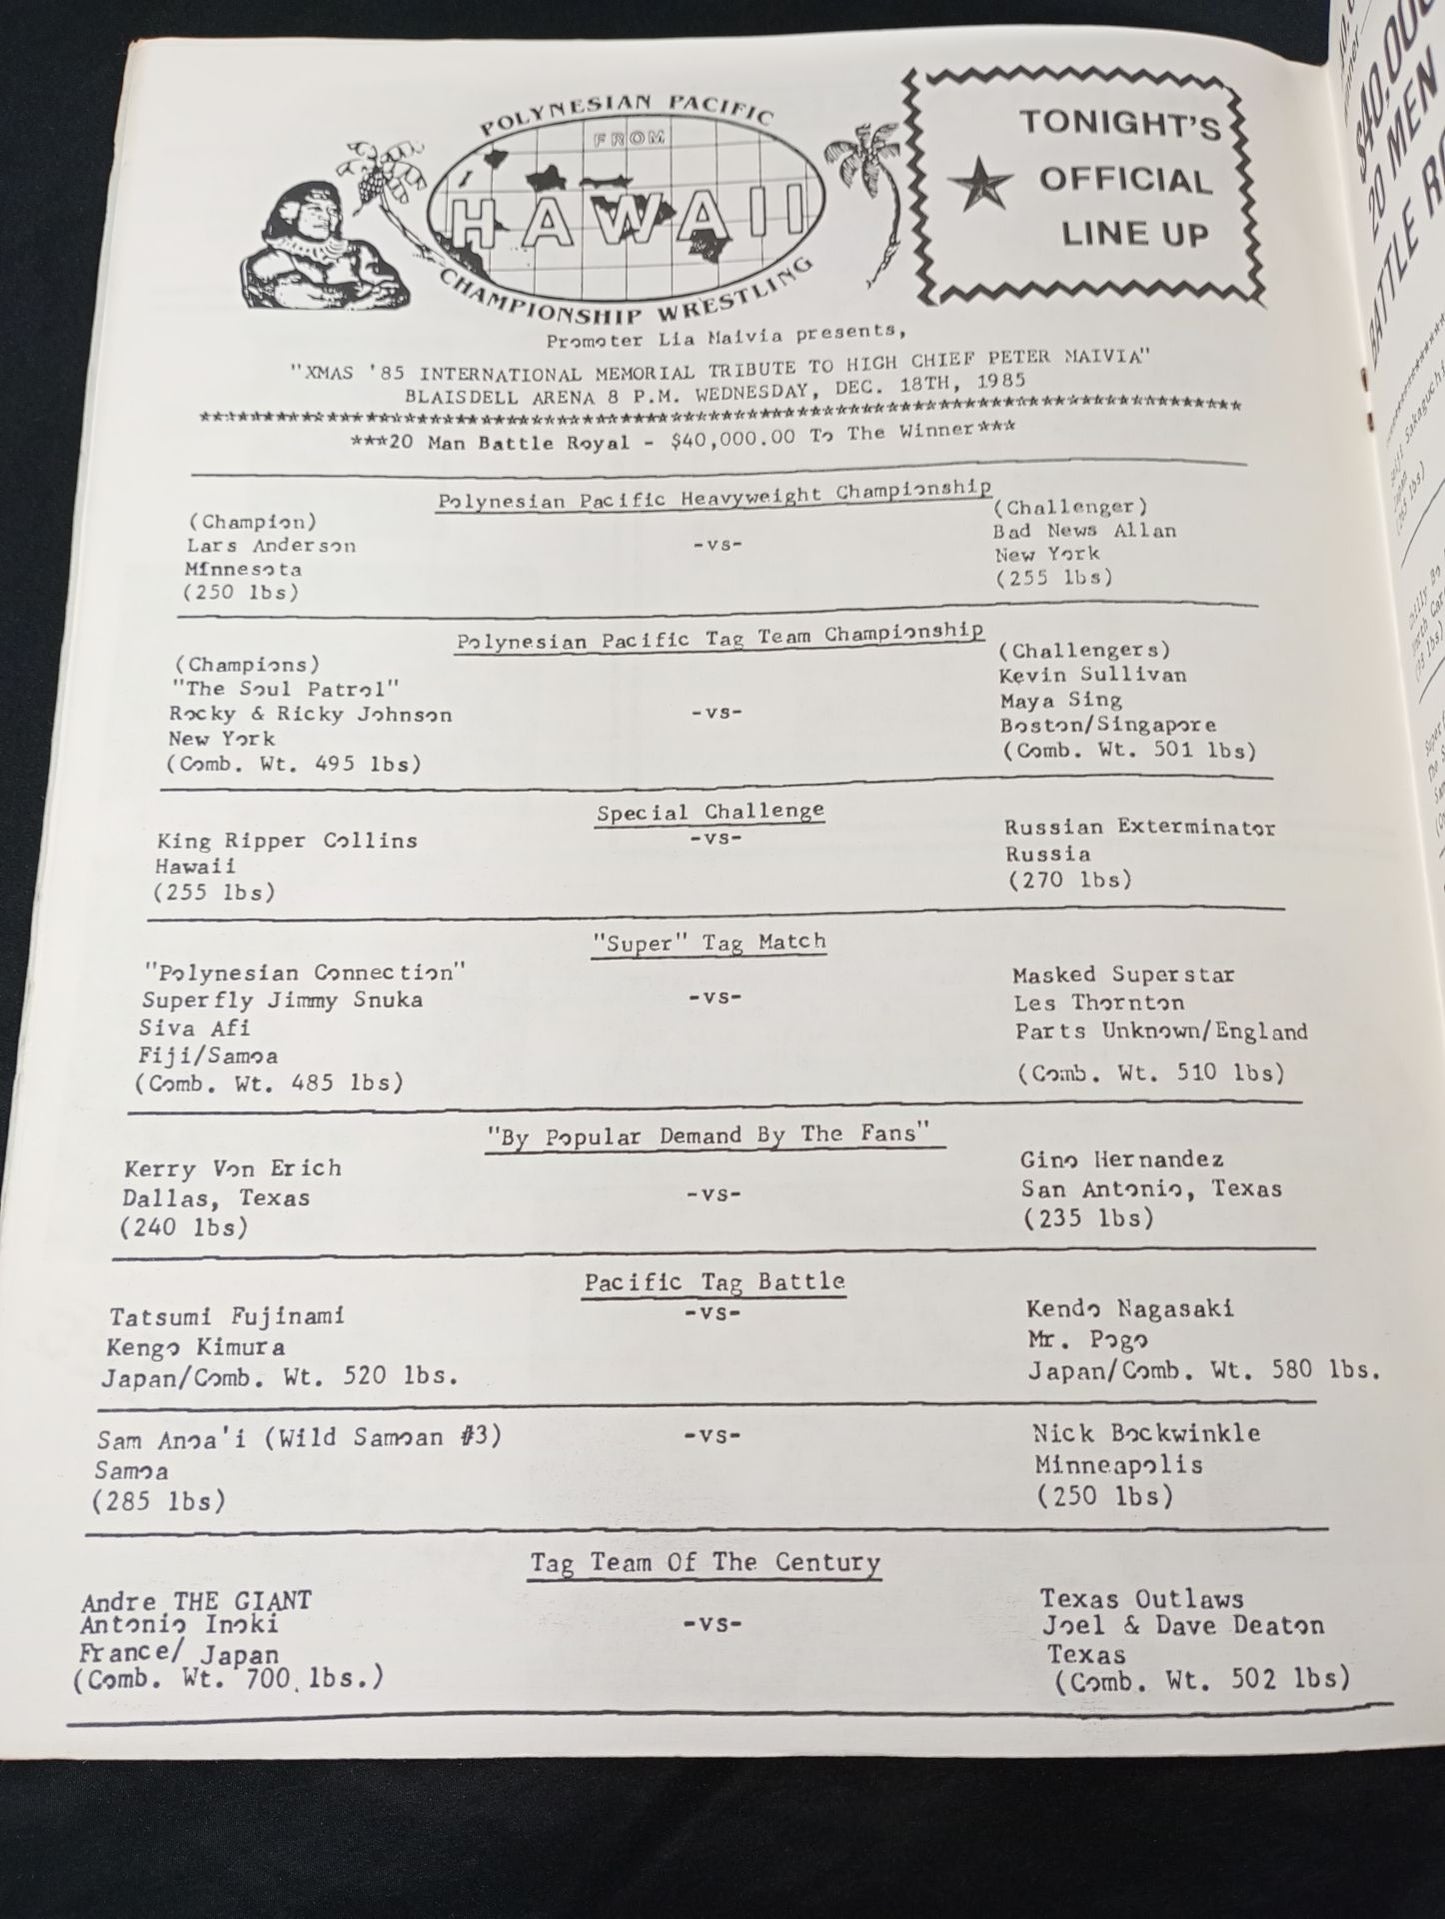 POLYNESIAN PACIFIC
FROM
HAWAII
CHAMPIONSHIP WRESTLING
TONIGHT'S
OFFICIAL
LINE UP
Promoter Lia Maivia presents,
"XMAS '85 INTERNATIONAL MEMORIAL TRIBUTE TO HIGH CHIEF PETER MAIVIA"
BLAISDELL ARENA 8 P.M. WEDNESDAY, DEC. 18TH, 1985
***20 Man Battle Royal - $40,000.00 To The Winner***
Polynesian Pacific Heavyweight Championship
(Champion) (Challenger)
Lars Anderson -vs- Bad News Allan
Minnesota New York
(250 lbs) (255 lbs)
Polynesian Pacific Tag Team Championship
(Champions) (Challengers)
"The Soul Patrol" Kevin Sullivan
Rocky & Ricky Johnson -vs- Maya Sing
New York Boston/Singapore
(Comb. Wt. 495 lbs) (Comb. Wt. 501 lbs)
Special Challenge
King Ripper Collins -vs- Russian Exterminator
Hawaii Russia
(255 lbs) (270 lbs)
"Super" Tag Match
"Polynesian Connection" Masked Superstar
Superfly Jimmy Snuka -vs- Les Thornton
Siva Afi Parts Unknown/England
Fiji/Samoa
(Comb. Wt. 485 lbs) (Comb. Wt. 510 lbs)
"By Popular Demand By The Fans"
Kerry Von Erich Gino Hernandez
Dallas, Texas -vs- San Antonio, Texas
(240 lbs) (235 lbs)
Pacific Tag Battle
Tatsumi Fujinami -vs- Kendo Nagasaki
Kengo Kimura Mr. Pogo
Japan/Comb. Wt. 520 lbs. Japan/Comb. Wt. 580 lbs.
Sam Anoa'i (Wild Samoan #3) -vs- Nick Bockwinkle
Samoa Minneapolis
(285 lbs) (250 lbs)
Tag Team Of The Century
Andre THE GIANT Texas Outlaws
Antonio Inoki -vs- Joel & Dave Deaton
France/ Japan Texas
(Comb. Wt. 700 lbs.) (Comb. Wt. 502 lbs)
20 MEN
BATTLE
Sakaguchi